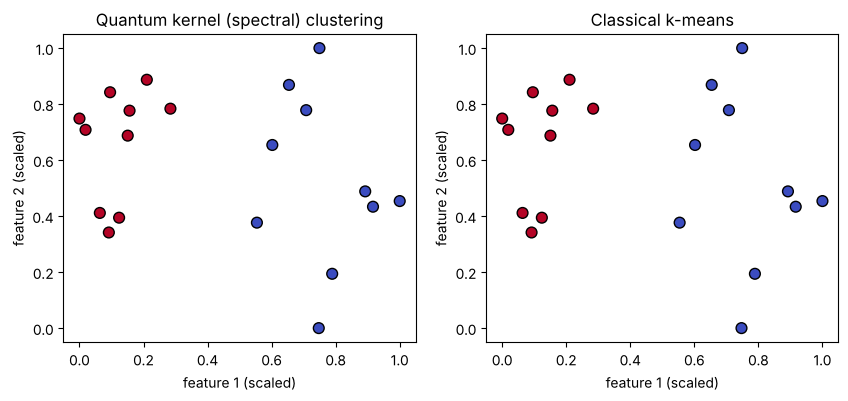 Quantum kernel (spectral) clustering
1.0
0.8
0.6
0.4
0.2
0.0
feature 2 (scaled)
0.0 0.2 0.4 0.6 0.8 1.0
feature 1 (scaled)
Classical k-means
1.0
0.8
0.6
0.4
0.2
0.0
feature 2 (scaled)
0.0 0.2 0.4 0.6 0.8 1.0
feature 1 (scaled)